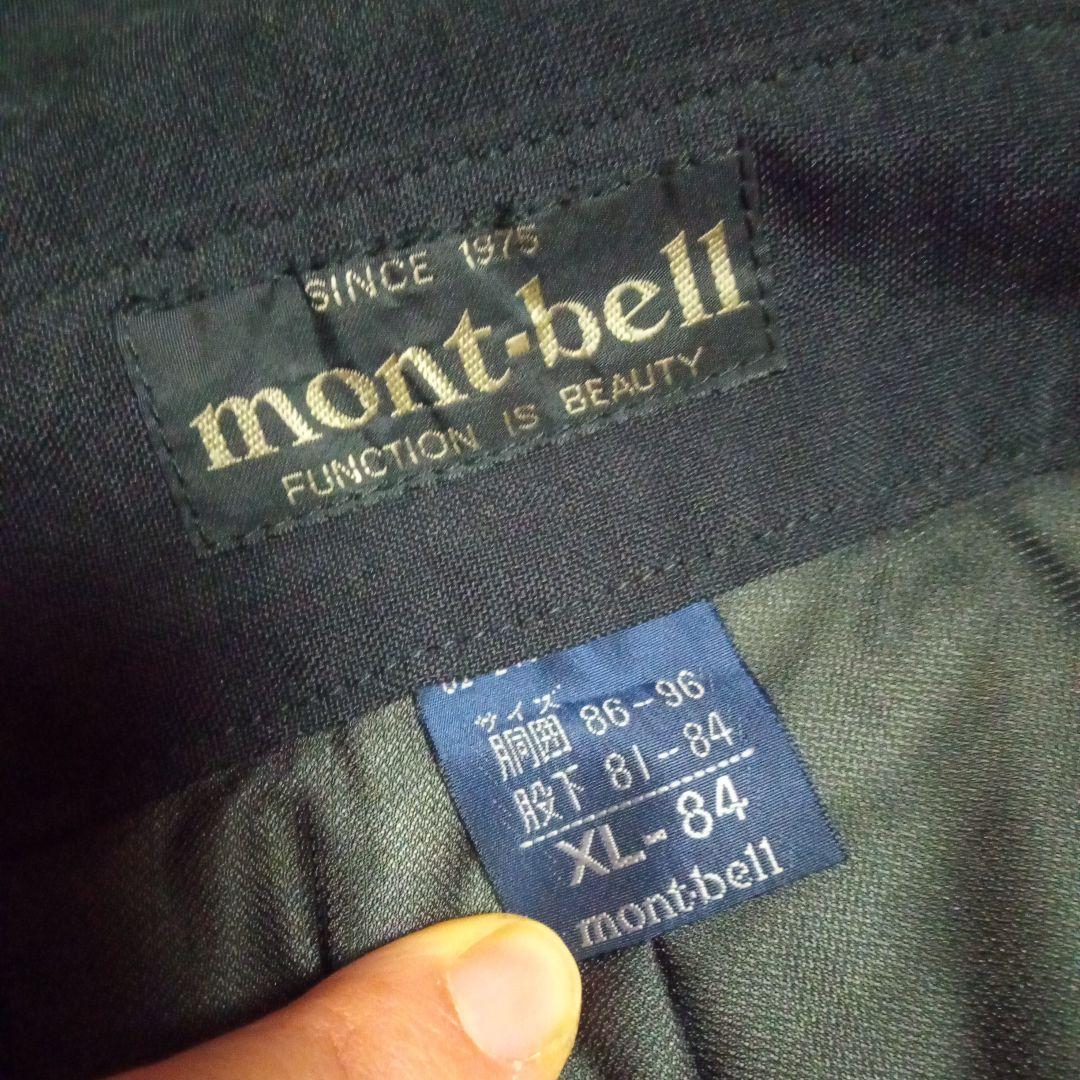 SINCE 1975
mont-bell
FUNCTION IS BEAUTY
サイズ
胴囲 86-96
股下 81-84
XL-84
mont-bell